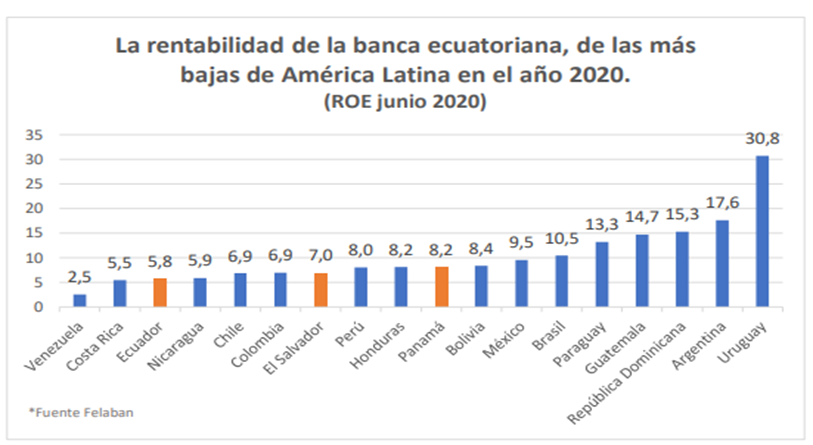 La rentabilidad de la banca ecuatoriana, de las más
bajas de América Latina en el año 2020.
(ROE junio 2020)
35
30
25
20
15
10
5
0
2,5
5,5
5,8
5,9
6,9
6,9
7,0
8,0
8,2
8,2
8,4
9,5
10,5
13,3
14,7
15,3
17,6
30,8
Venezuela
Costa Rica
Ecuador
Nicaragua
Chile
Colombia
El Salvador
Perú
Honduras
Panamá
Bolivia
México
Brasil
Paraguay
Guatemala
República Dominicana
Argentina
Uruguay
*Fuente Felaban